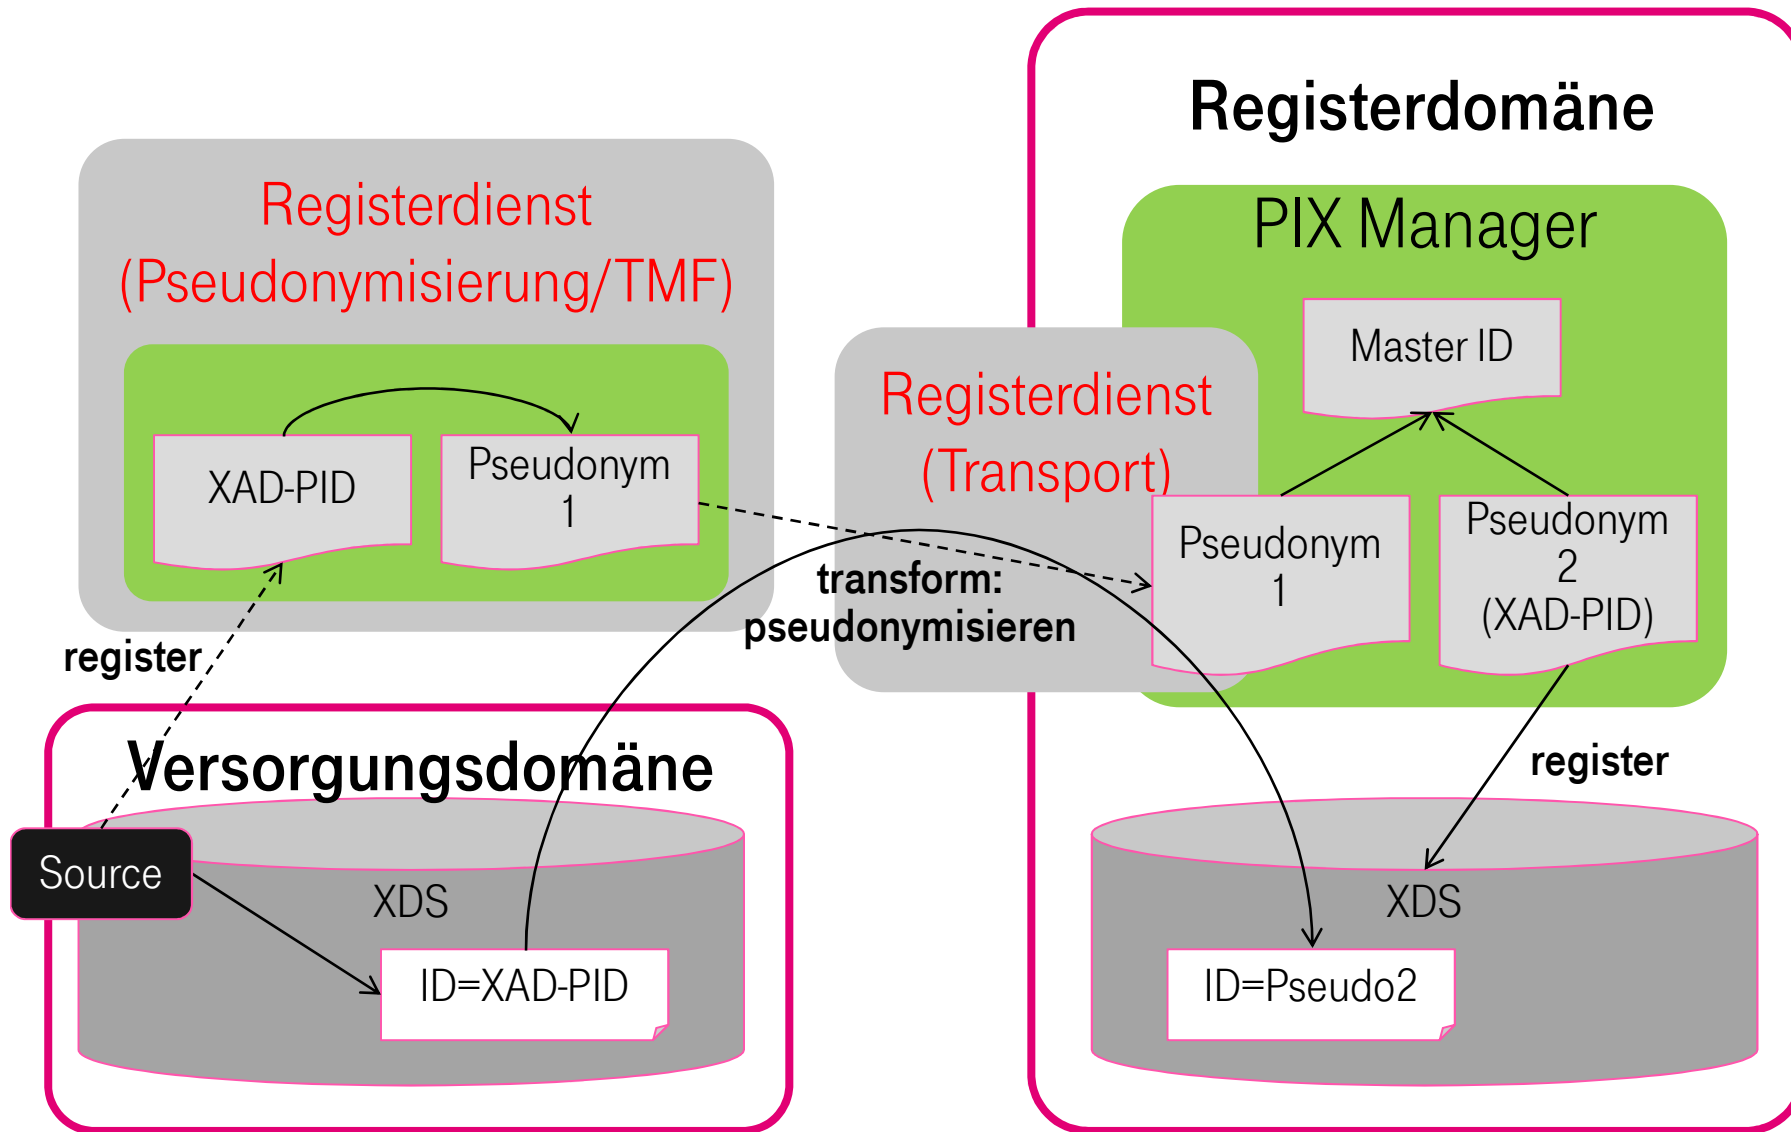 Registerdomäne
Registerdienst
(Pseudonymisierung/TMF)
XAD-PID
Pseudonym
1
PIX Manager
Master ID
Registerdienst
(Transport)
Pseudonym
1
Pseudonym
2
(XAD-PID)
transform:
pseudonymisieren
register
Versorgungsdomäne
Source
XDS
ID=XAD-PID
register
XDS
ID=Pseudo2